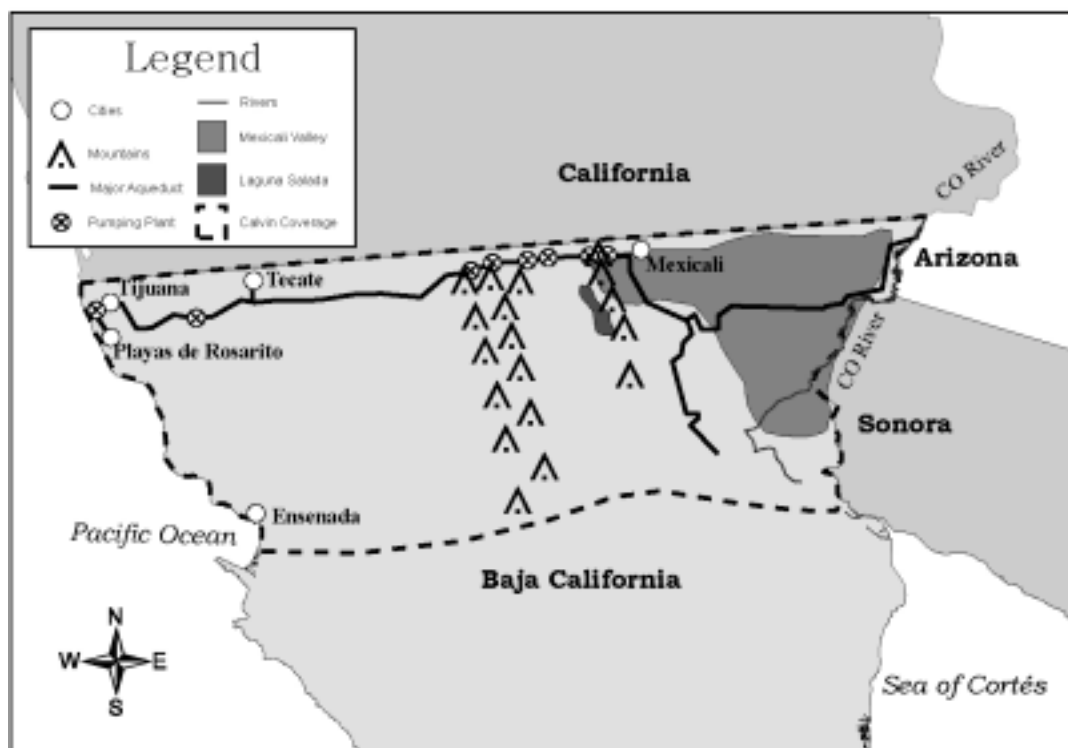 Legend
Cities
Rivers
Mexicali Valley
Mountains
Laguna Salada
Major Aqueduct
Pumping Plant
Calvin Coverage
California
CO River
Arizona
Mexicali
Tecate
Tijuana
Playas de Rosarito
CO River
Sonora
Ensenada
Pacific Ocean
Baja California
N
W
E
S
Sea of Cortés